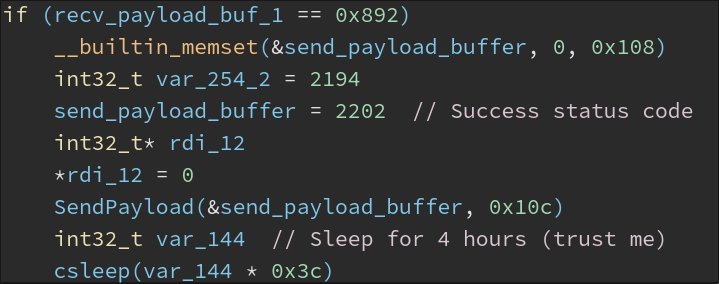 if (recv_payload_buf_1 == 0x892)
__builtin_memset(&send_payload_buffer, 0, 0x108)
int32_t var_254_2 = 2194
send_payload_buffer = 2202 // Success status code
int32_t* rdi_12
*rdi_12 = 0
SendPayload(&send_payload_buffer, 0x10c)
int32_t var_144 // Sleep for 4 hours (trust me)
csleep(var_144 * 0x3c)